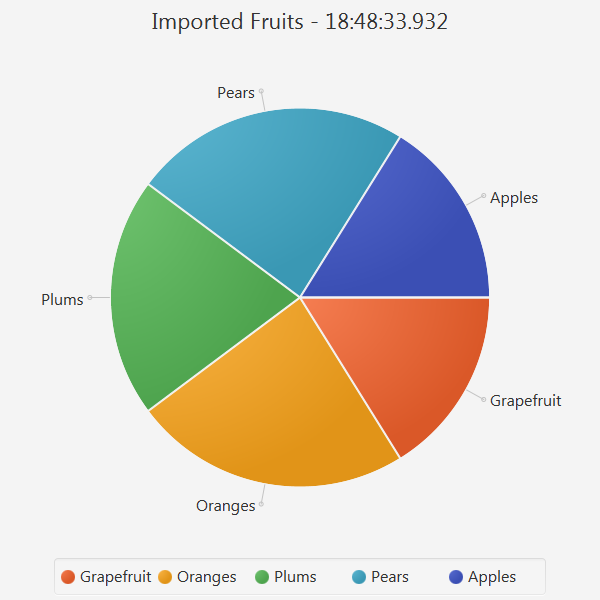 Imported Fruits - 18:48:33.932
Pears
Apples
Plums
Grapefruit
Oranges
Grapefruit Oranges Plums Pears Apples